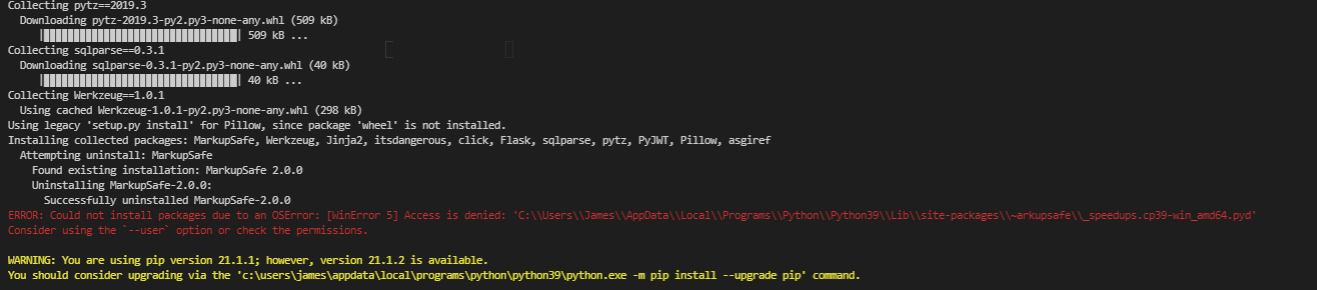 Collecting pytz==2019.3
Downloading pytz-2019.3-py2.py3-none-any.whl (509 kB)
|████████████████████████████████| 509 kB ...
Collecting sqlparse==0.3.1
Downloading sqlparse-0.3.1-py2.py3-none-any.whl (40 kB)
|████████████████████████████████| 40 kB ...
Collecting Werkzeug==1.0.1
Using cached Werkzeug-1.0.1-py2.py3-none-any.whl (298 kB)
Using legacy 'setup.py install' for Pillow, since package 'wheel' is not installed.
Installing collected packages: MarkupSafe, Werkzeug, Jinja2, itsdangerous, click, Flask, sqlparse, pytz, PyJWT, Pillow, asgiref
Attempting uninstall: MarkupSafe
Found existing installation: MarkupSafe 2.0.0
Uninstalling MarkupSafe-2.0.0:
Successfully uninstalled MarkupSafe-2.0.0
ERROR: Could not install packages due to an OSError: [WinError 5] Access is denied: 'C:\\Users\\James\\AppData\\Local\\Programs\\Python\\Python39\\Lib\\site-packages\\~arkupsafe\\_speedups.cp39-win_amd64.pyd'
Consider using the `--user` option or check the permissions.
WARNING: You are using pip version 21.1.1; however, version 21.1.2 is available.
You should consider upgrading via the 'c:\users\james\appdata\local\programs\python\python39\python.exe -m pip install --upgrade pip' command.